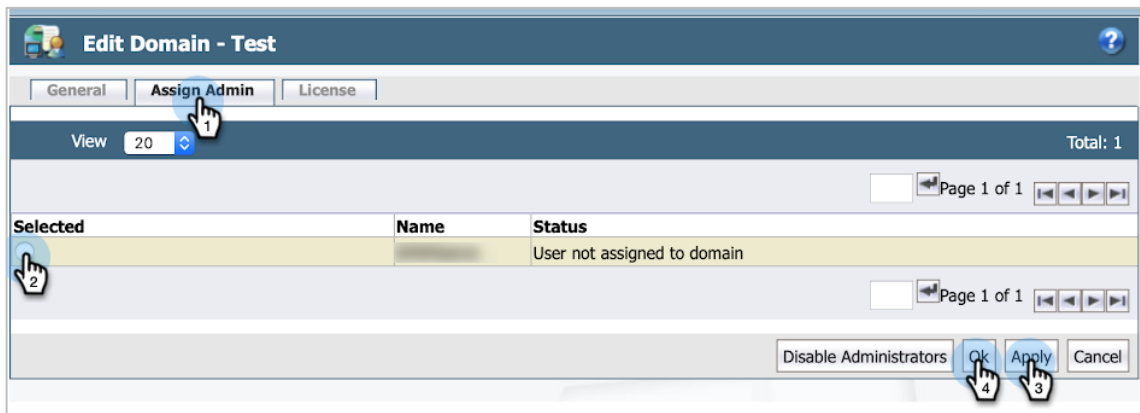 Edit Domain - Test ?
General Assign Admin License
1
View 20 Total: 1
Page 1 of 1
Selected Name Status
User not assigned to domain
2
Page 1 of 1
Disable Administrators Ok Apply Cancel
4 3